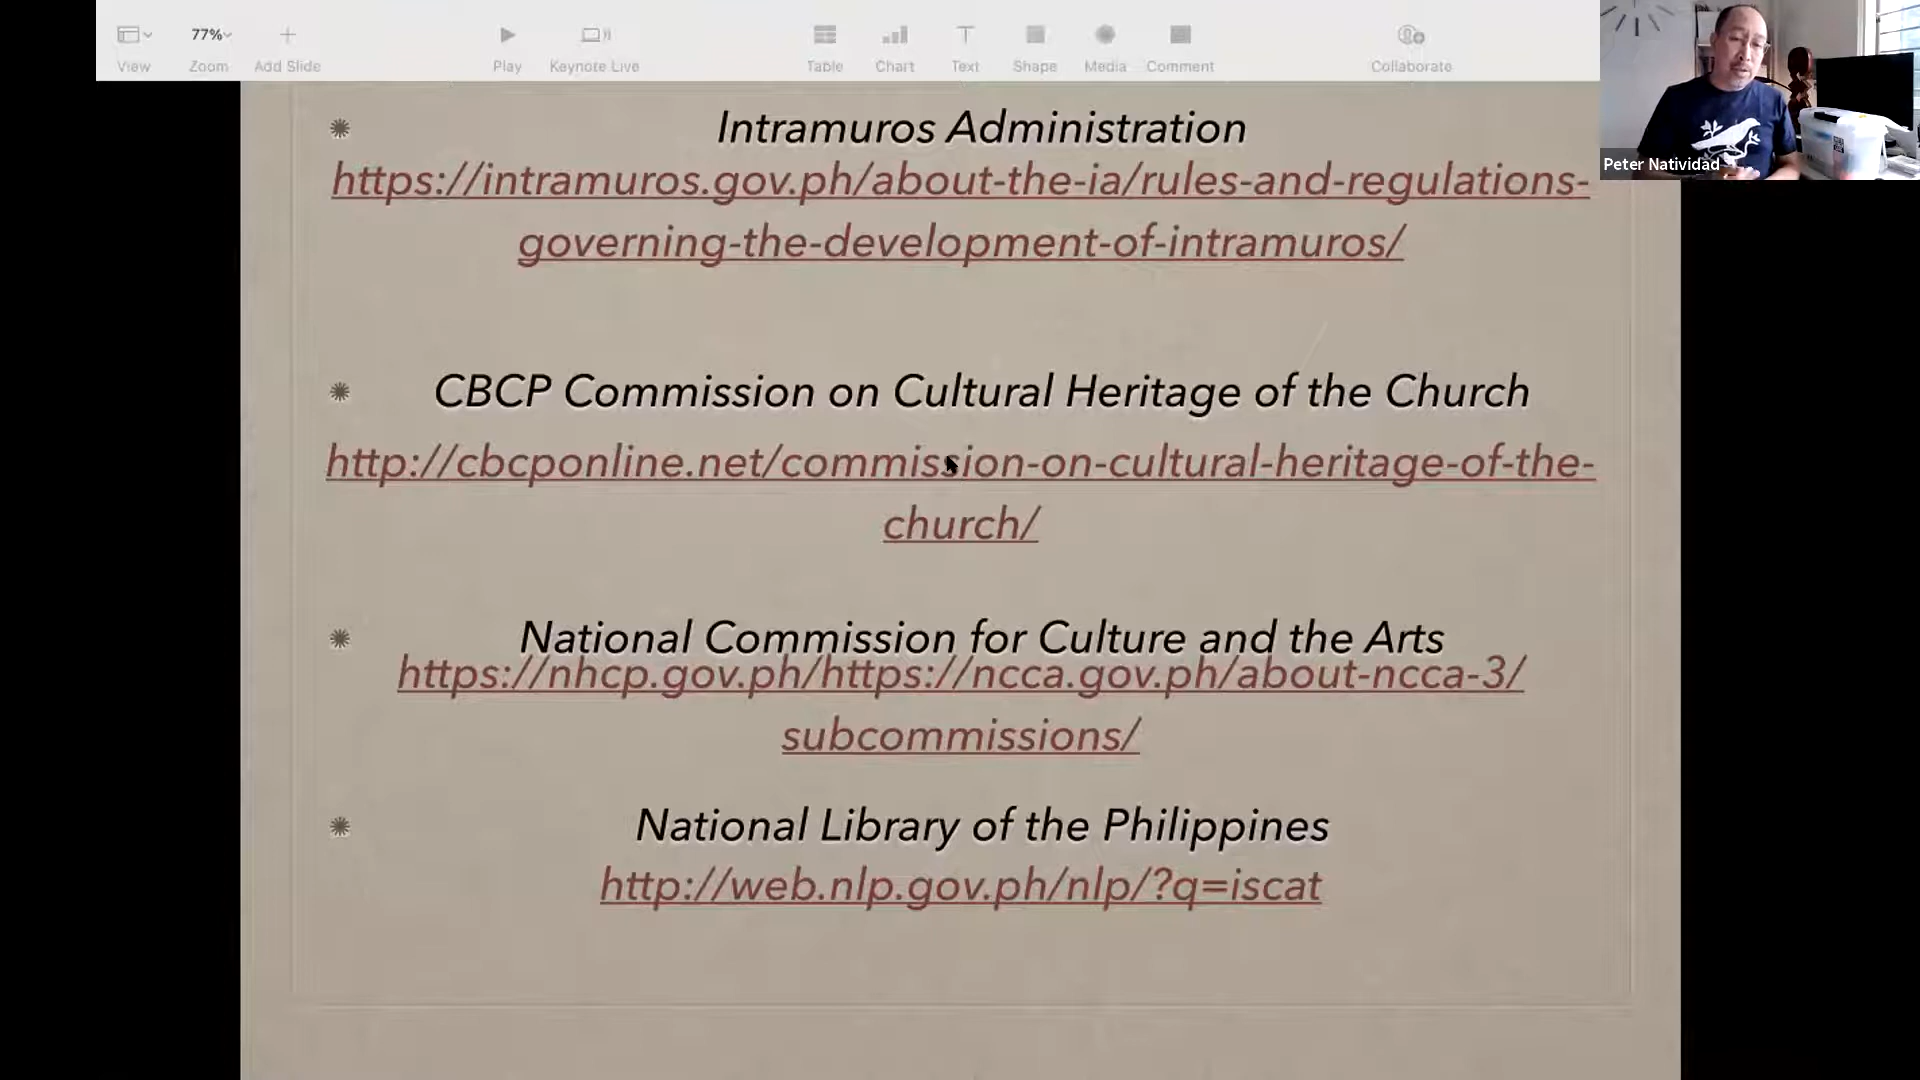 77%
View
Zoom
Add Slide
Play
Keynote Live
Table
Chart
Text
Shape
Media
Comment
Collaborate
Peter Natividad
Intramuros Administration
https://intramuros.gov.ph/about-the-ia/rules-and-regulations-
governing-the-development-of-intramuros/
CBCP Commission on Cultural Heritage of the Church
http://cbcponline.net/commission-on-cultural-heritage-of-the-
church/
National Commission for Culture and the Arts
https://nhcp.gov.ph/https://ncca.gov.ph/about-ncca-3/
subcommissions/
National Library of the Philippines
http://web.nlp.gov.ph/nlp/?q=iscat